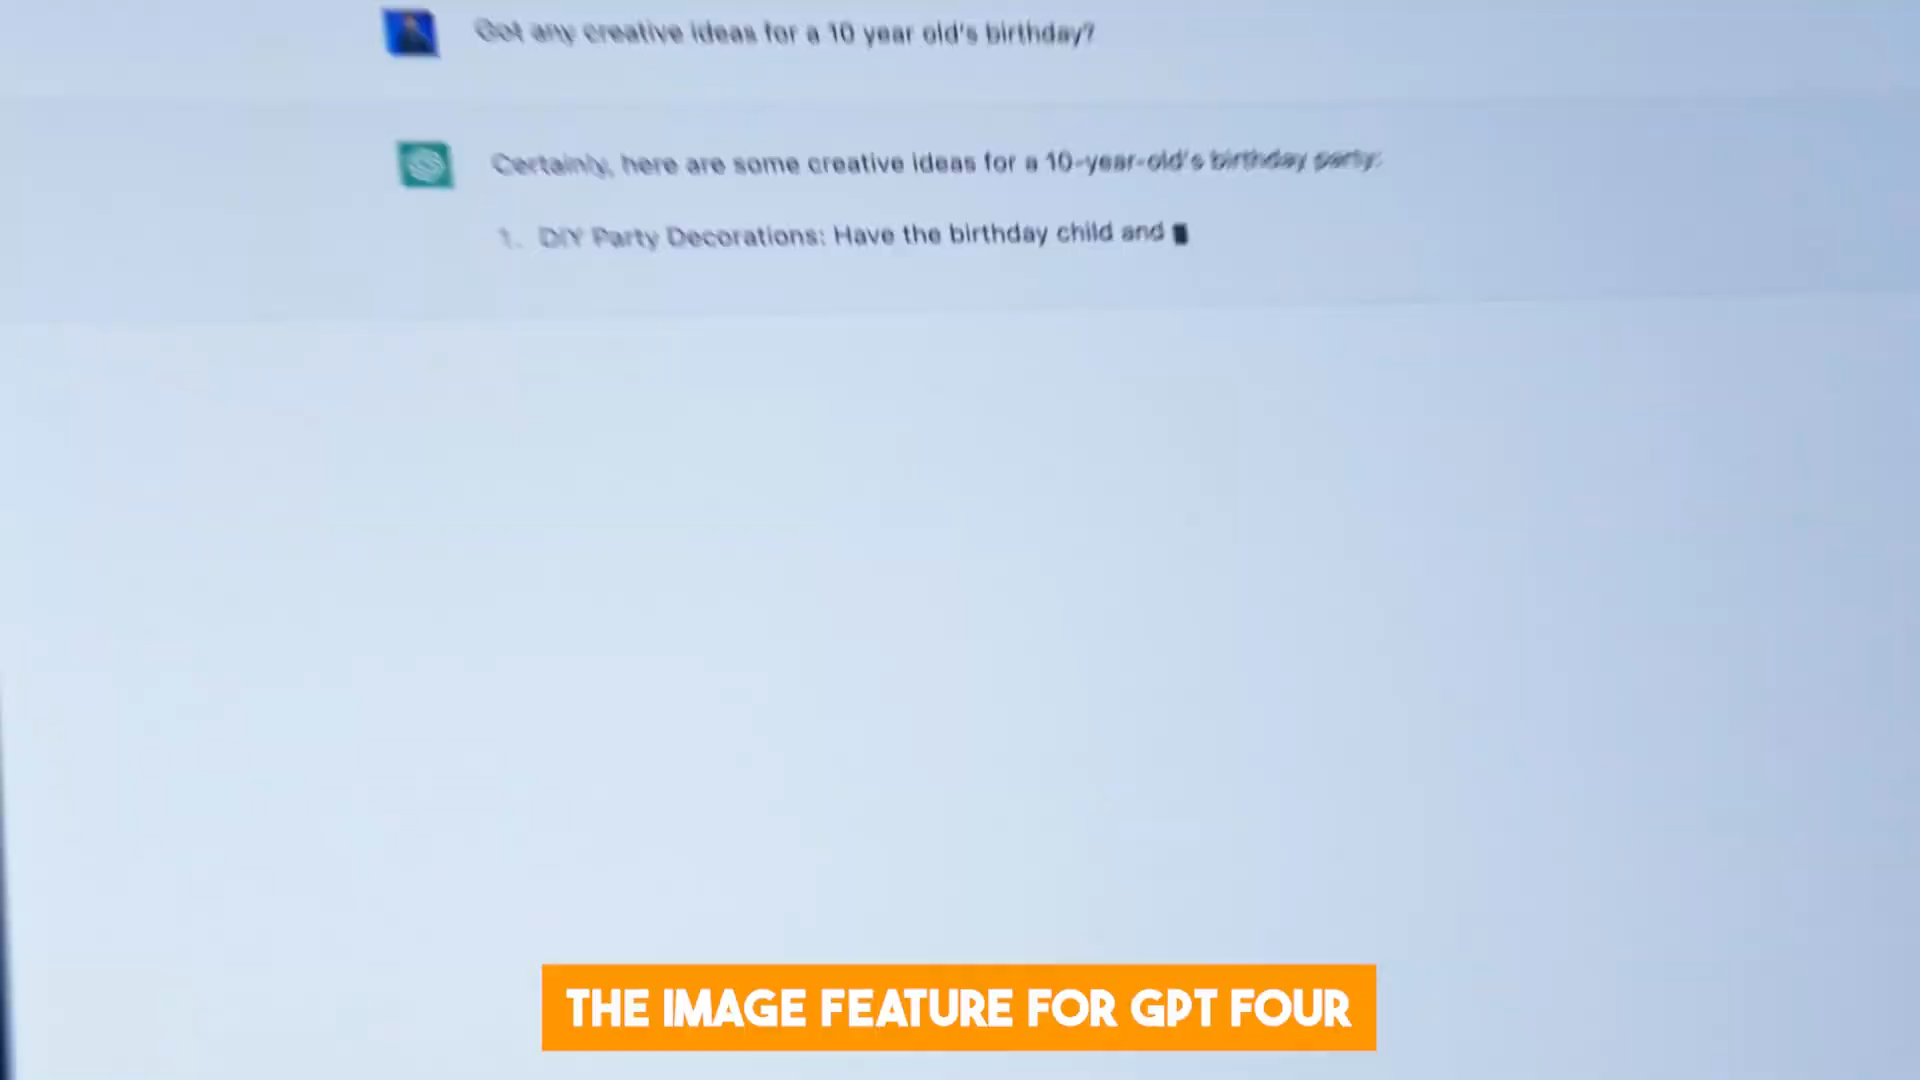 Got any creative ideas for a 10 year old's birthday?
Certainly, here are some creative ideas for a 10-year-old's birthday party:
1. DIY Party Decorations: Have the birthday child and
THE IMAGE FEATURE FOR GPT FOUR